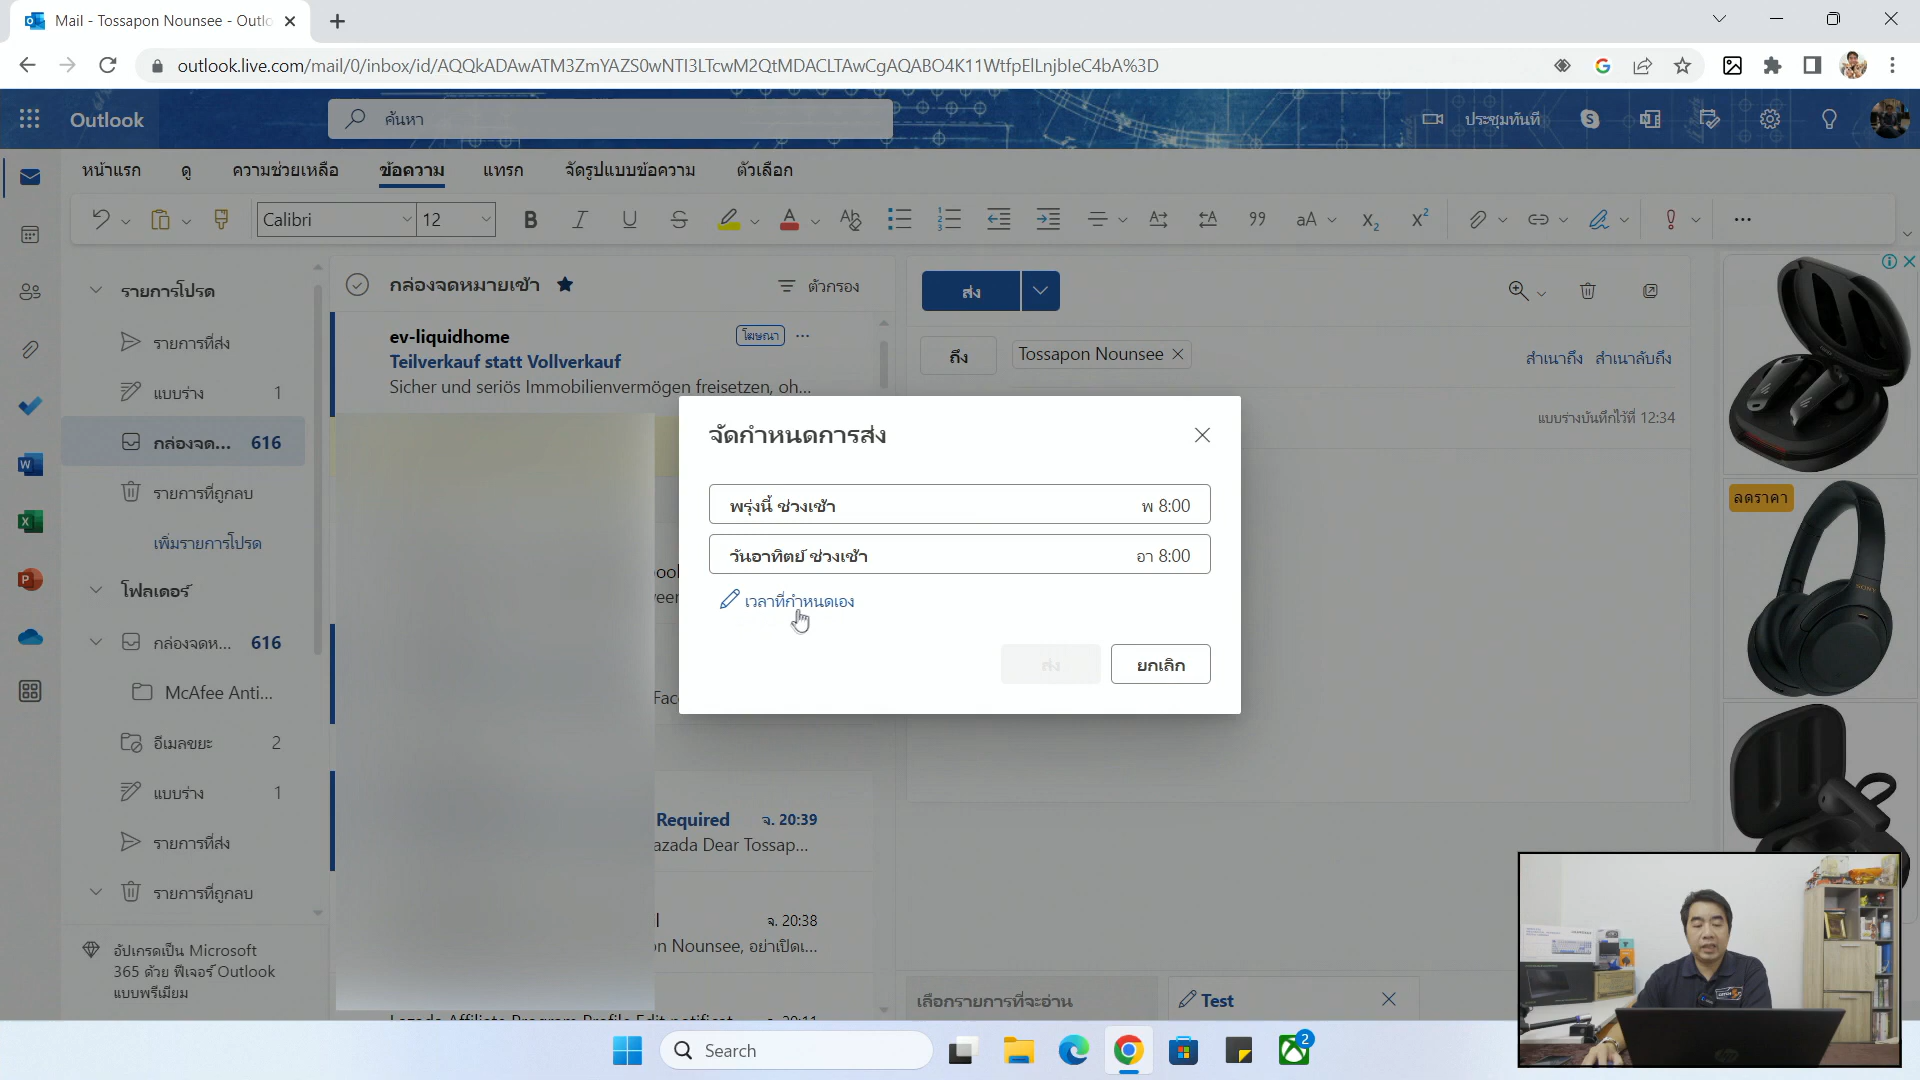 Mail - Tossapon Nounsee - Outlo
outlook.live.com/mail/0/inbox/id/AQQkADAwATM3ZmYAZS0wNTI3LTcwM2QtMDACLTAwCgAQABO4K11WtfpElLnjbIeC4bA%3D
Outlook
ค้นหา
ประชุมทันที
หน้าแรก
ดู
ความช่วยเหลือ
ข้อความ
แทรก
จัดรูปแบบข้อความ
ตัวเลือก
Calibri
12
รายการโปรด
รายการที่ส่ง
แบบร่าง 1
กล่องจด... 616
รายการที่ถูกลบ
เพิ่มรายการโปรด
โฟลเดอร์
กล่องจดห... 616
McAfee Anti...
อีเมลขยะ 2
แบบร่าง 1
รายการที่ส่ง
รายการที่ถูกลบ
อัปเกรดเป็น Microsoft
365 ด้วย ฟีเจอร์ Outlook
แบบพรีเมียม
กล่องจดหมายเข้า
ตัวกรอง
ev-liquidhome
โฆษณา
Teilverkauf statt Vollverkauf
Sicher und seriös Immobilienvermögen freisetzen, oh...
Required จ. 20:39
azada Dear Tossap...
จ. 20:38
on Nounsee, อย่าเปิดเ...
ส่ง
ถึง
Tossapon Nounsee
สำเนาถึง สำเนาลับถึง
แบบร่างบันทึกไว้ที่ 12:34
จัดกำหนดการส่ง
พรุ่งนี้ ช่วงเช้า พ 8:00
วันอาทิตย์ ช่วงเช้า อา 8:00
เวลาที่กำหนดเอง
ส่ง
ยกเลิก
เลือกรายการที่จะอ่าน
Test
ลดราคา
SONY
Search
2